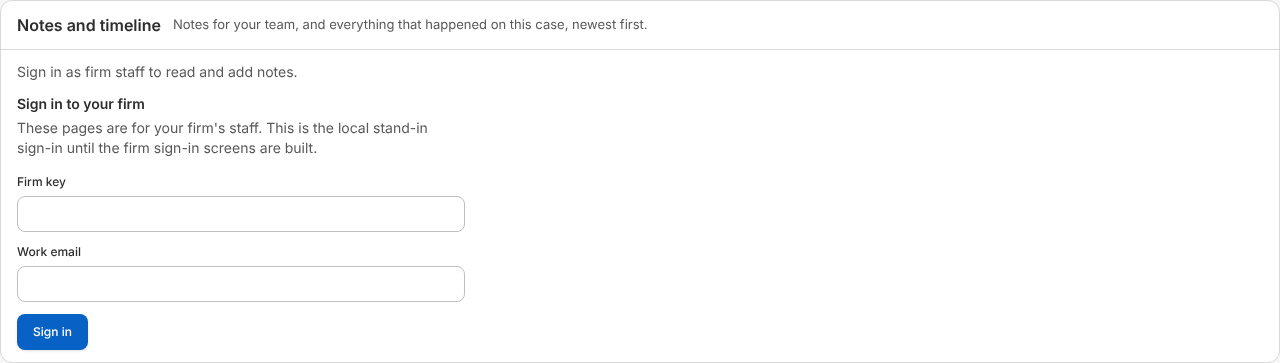 Notes and timeline Notes for your team, and everything that happened on this case, newest first.
Sign in as firm staff to read and add notes.
Sign in to your firm
These pages are for your firm's staff. This is the local stand-in
sign-in until the firm sign-in screens are built.
Firm key
Work email
Sign in